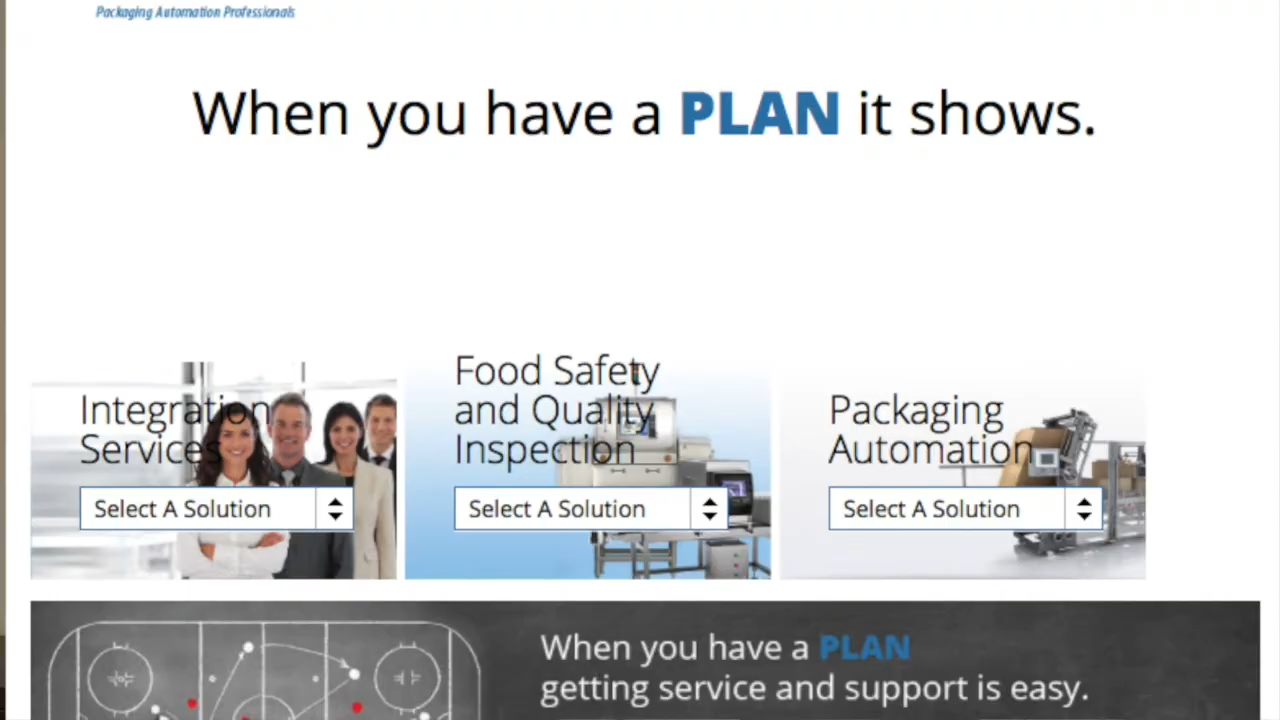 Packaging Automation Professionals
When you have a PLAN it shows.
Integration
Services
Select A Solution
Food Safety
and Quality
Inspection
Select A Solution
Packaging
Automation
Select A Solution
When you have a PLAN
getting service and support is easy.